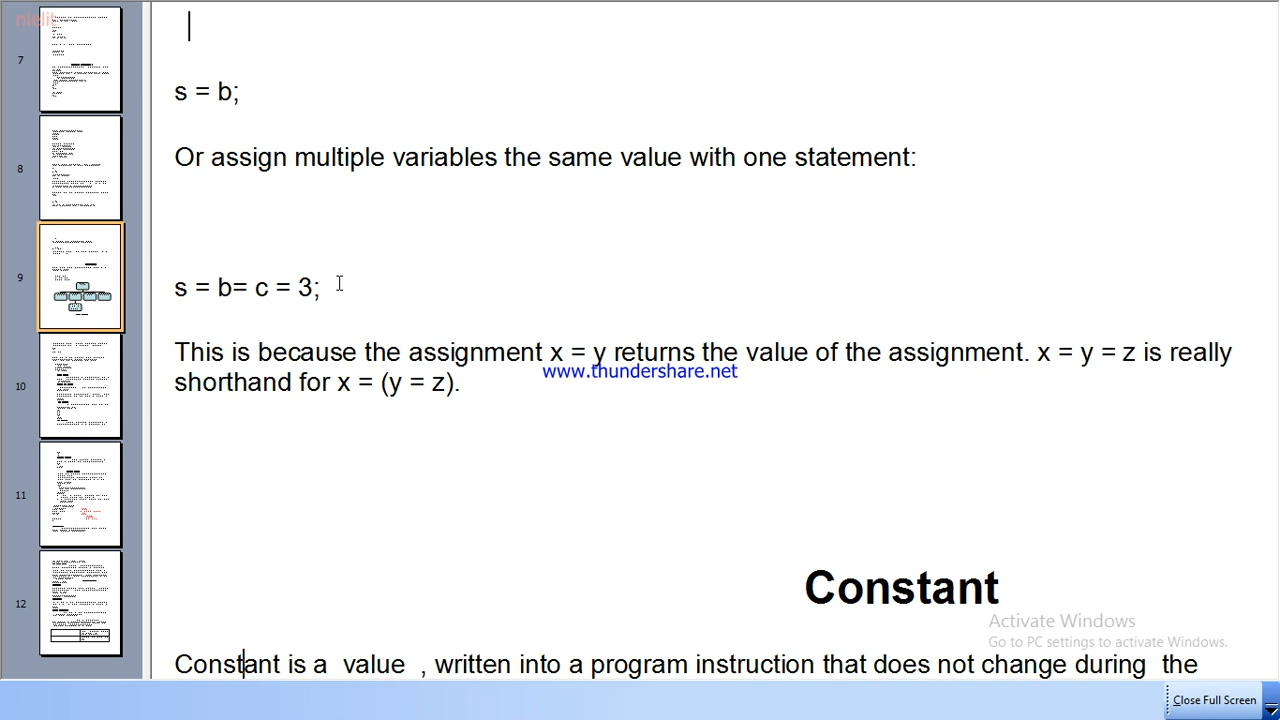 nielit
7
s = b;
Or assign multiple variables the same value with one statement:
8
9
s = b= c = 3;
This is because the assignment x = y returns the value of the assignment. x = y = z is really
www.thundershare.net
shorthand for x = (y = z).
10
11
Constant
12
Activate Windows
Go to PC settings to activate Windows.
Constant is a value , written into a program instruction that does not change during the
Close Full Screen